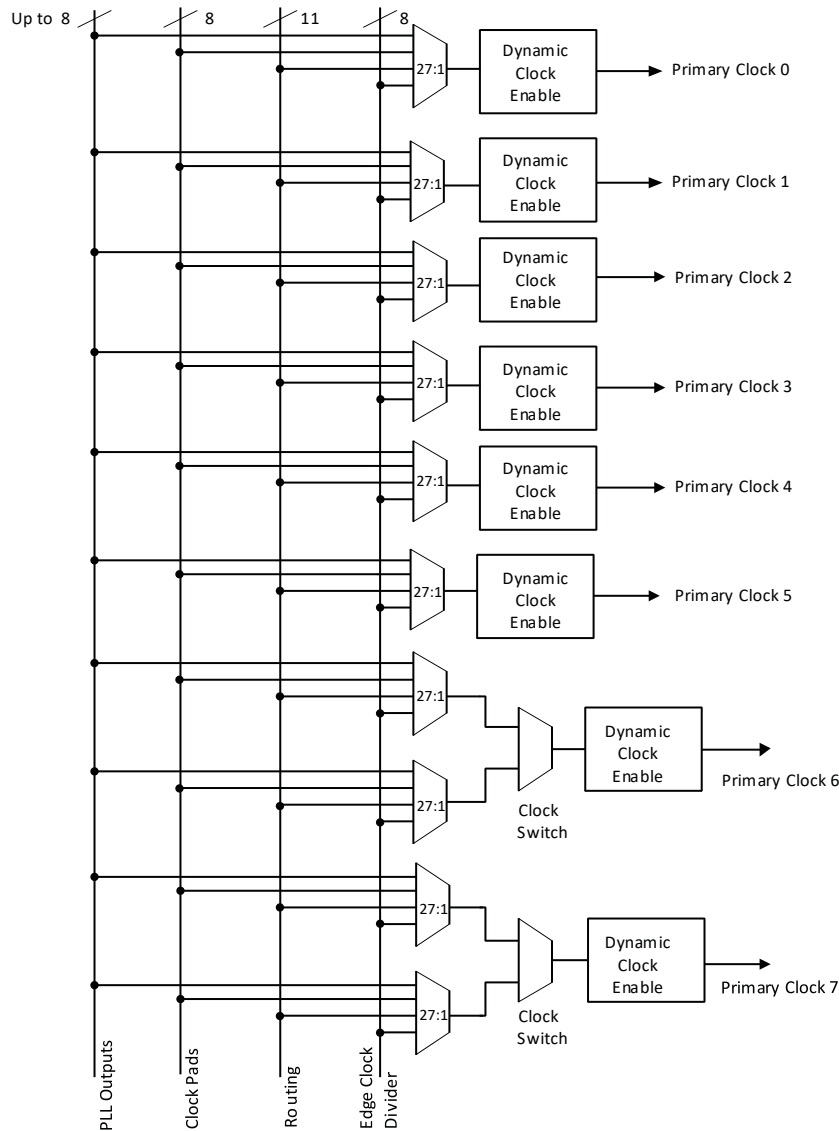 Up to 8 8 11 8
27:1
Dynamic
Clock
Enable
Primary Clock 0
27:1
Dynamic
Clock
Enable
Primary Clock 1
27:1
Dynamic
Clock
Enable
Primary Clock 2
27:1
Dynamic
Clock
Enable
Primary Clock 3
27:1
Dynamic
Clock
Enable
Primary Clock 4
27:1
Dynamic
Clock
Enable
Primary Clock 5
27:1
27:1
Clock
Switch
Dynamic
Clock
Enable
Primary Clock 6
27:1
27:1
Clock
Switch
Dynamic
Clock
Enable
Primary Clock 7
PLL Outputs
Clock Pads
Routing
Edge Clock
Divider